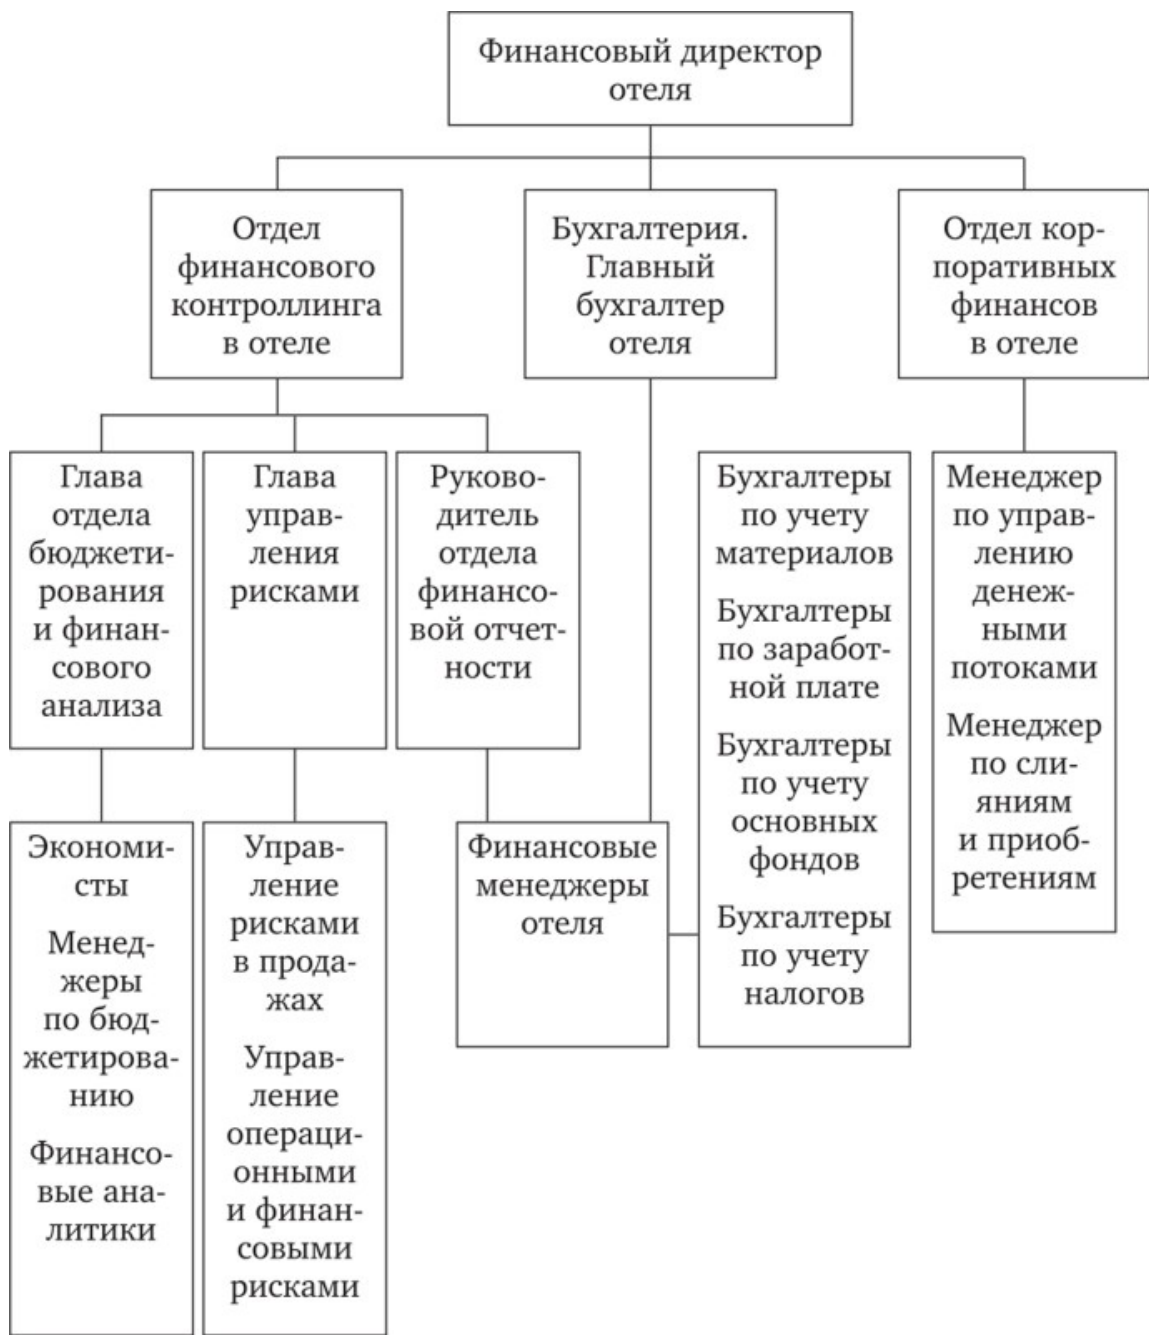 Финансовый директор
отеля
Отдел
финансового
контроллинга
в отеле
Бухгалтерия.
Главный
бухгалтер
отеля
Отдел кор-
поративных
финансов
в отеле
Глава
отдела
бюджети-
рования
и финан-
сового
анализа
Глава
управ-
ления
рисками
Руково-
дитель
отдела
финансо-
вой отчет-
ности
Бухгалтеры
по учету
материалов
Бухгалтеры
по заработ-
ной плате
Бухгалтеры
по учету
основных
фондов
Бухгалтеры
по учету
налогов
Менеджер
по управ-
лению
денеж-
ными
потоками
Менеджер
по сли-
яниям
и приоб-
ретениям
Экономи-
сты
Менед-
жеры
по бюд-
жетирова-
нию
Финансо-
вые ана-
литики
Управ-
ление
рисками
в прода-
жах
Управ-
ление
операци-
онными
и финан-
совыми
рисками
Финансовые
менеджеры
отеля